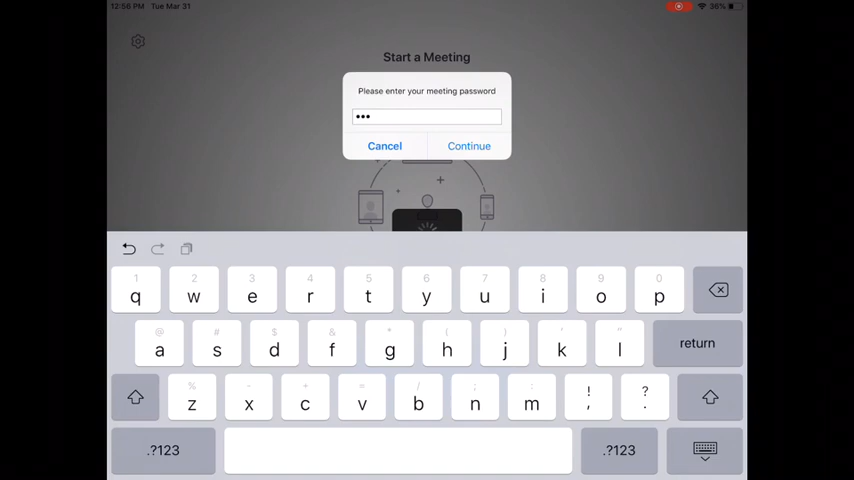 12:56 PM Tue Mar 31
36%
Start a Meeting
Please enter your meeting password
•••
Cancel Continue
1 2 3 4 5 6 7 8 9 0
q w e r t y u i o p
@ # $ & * ( ) ' "
a s d f g h j k l return
% - + = / ; : ! ?
z x c v b n m , .
.?123 .?123